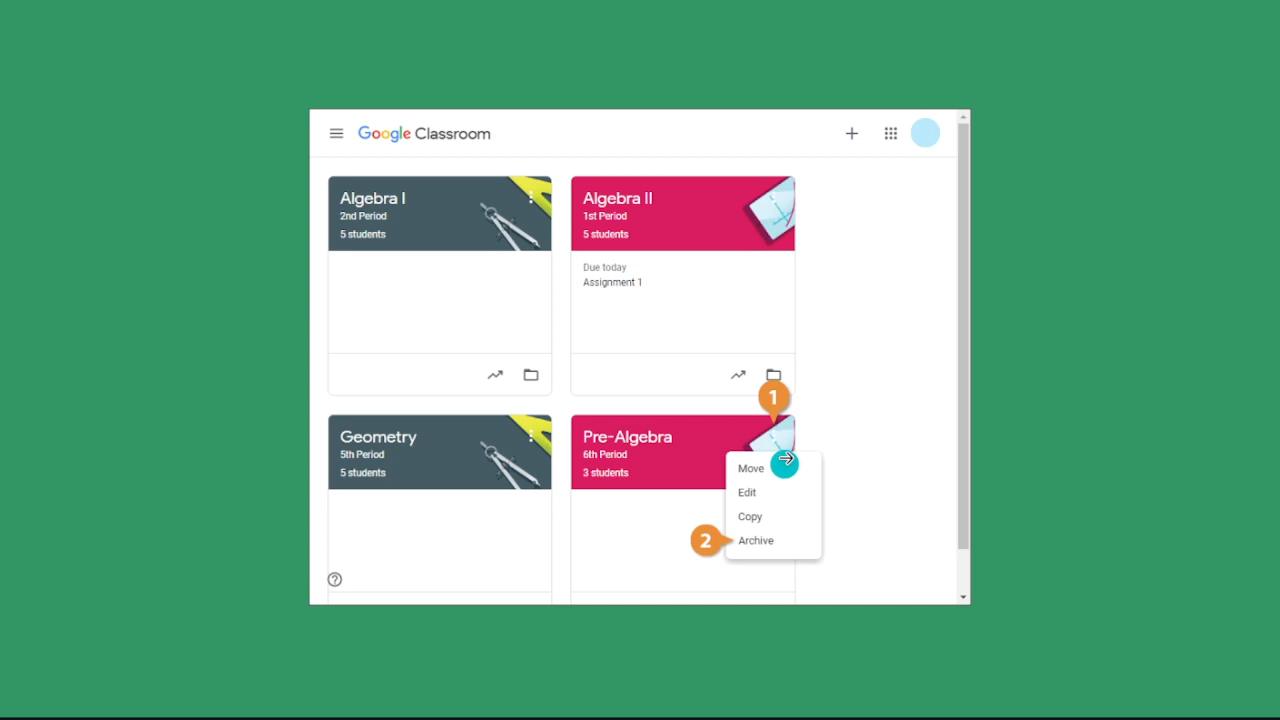 Google Classroom
Algebra I
2nd Period
5 students
Algebra II
1st Period
5 students
Due today
Assignment 1
1
Geometry
5th Period
5 students
Pre-Algebra
6th Period
3 students
Move
Edit
Copy
2
Archive